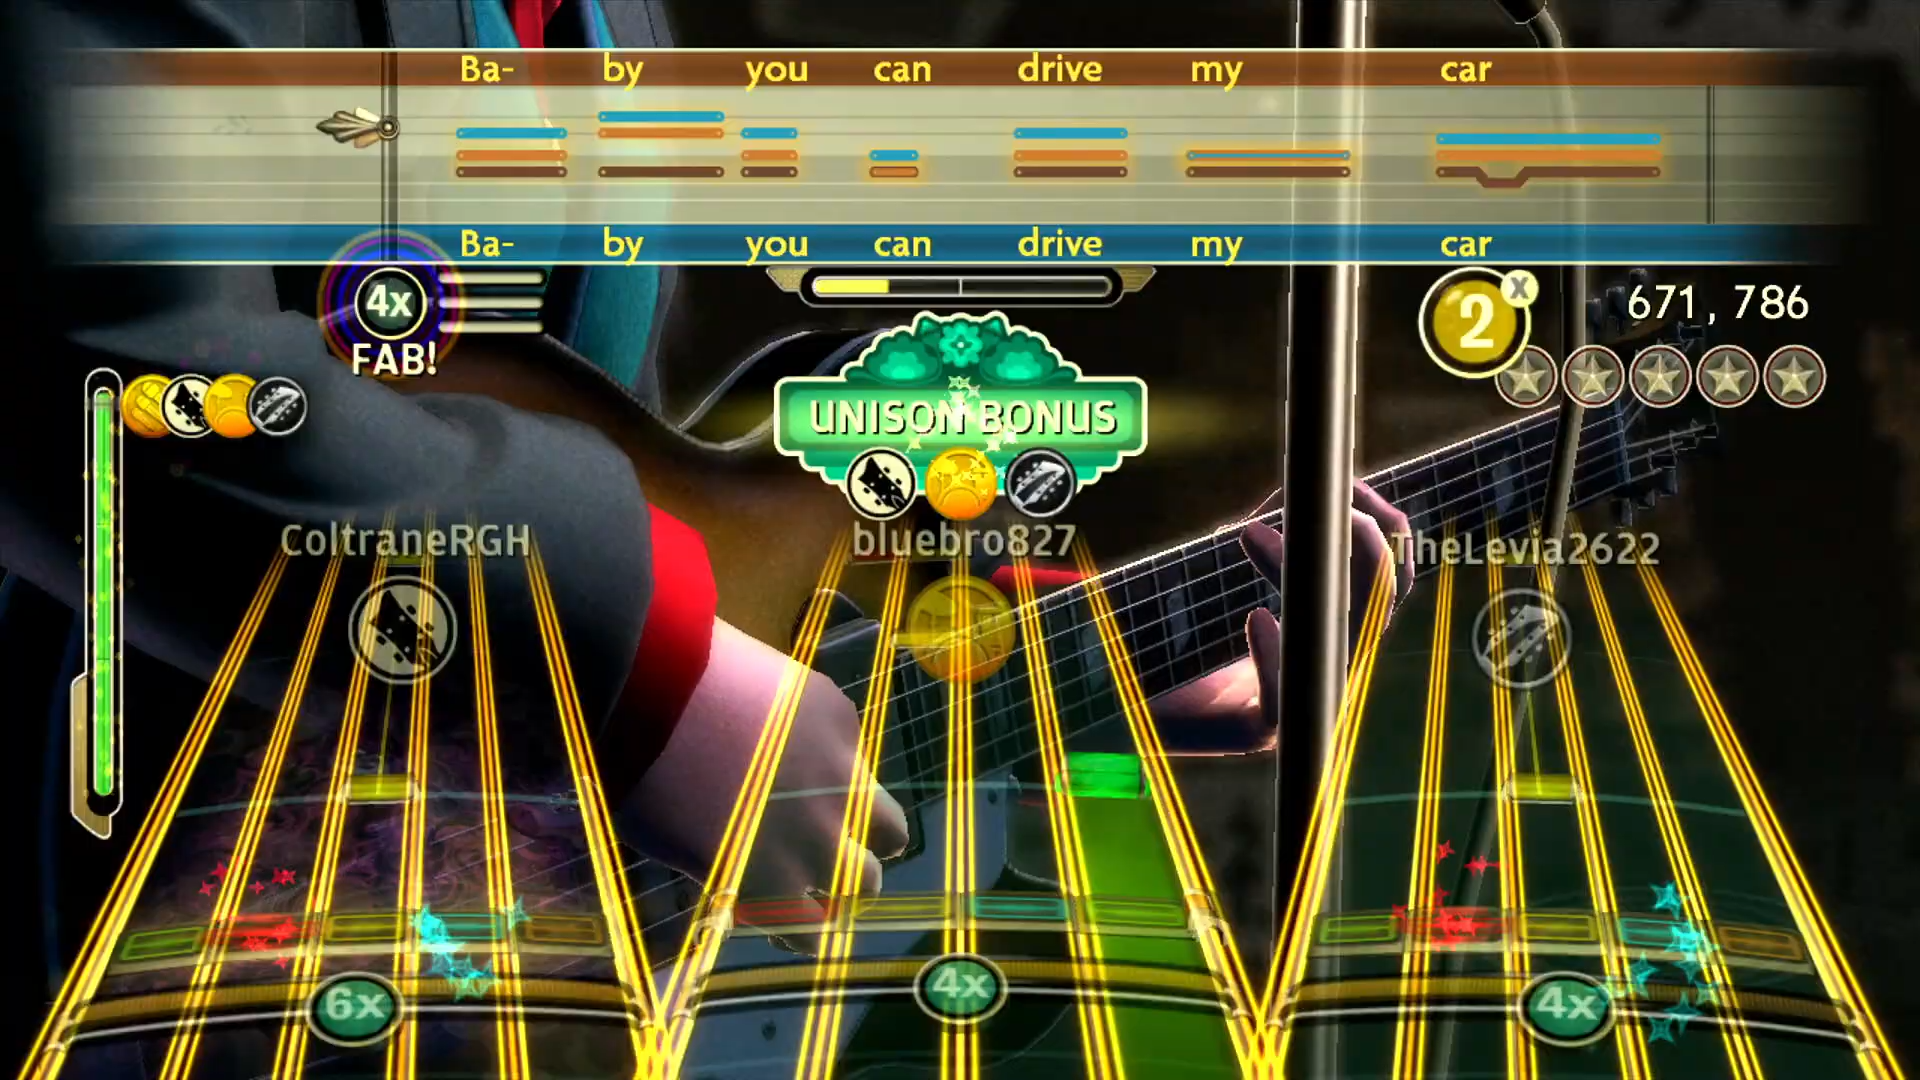 Ba- by you can drive my car
Ba- by you can drive my car
4x
FAB!
2 x
671,786
UNISON BONUS
ColtraneRGH
bluebro827
TheLevia2622
6x
4x
4x